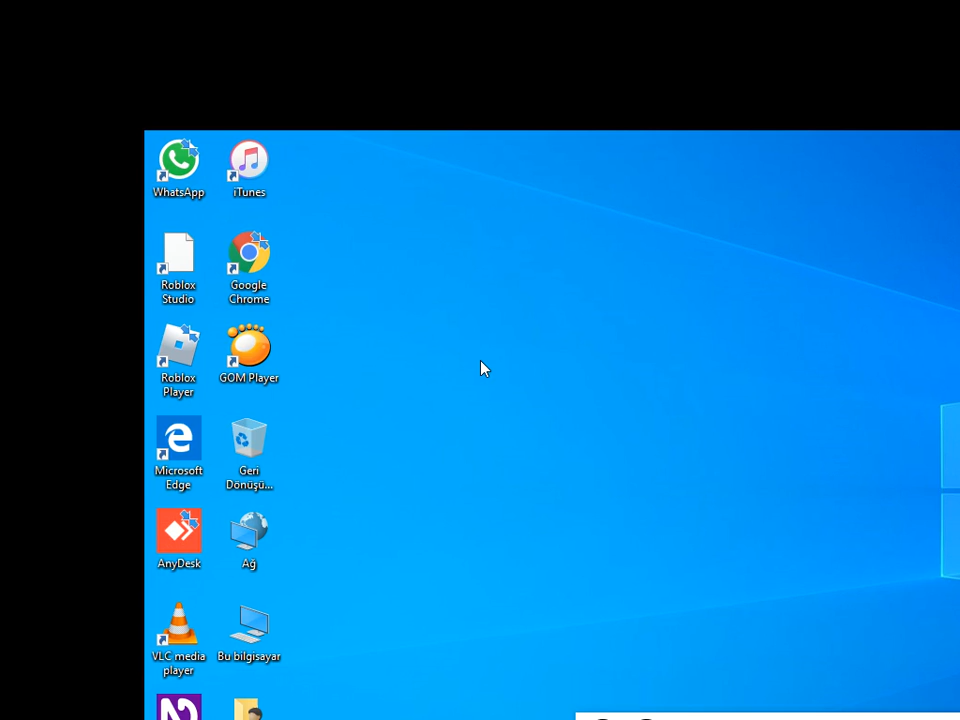 WhatsApp
iTunes
Roblox
Studio
Google
Chrome
Roblox
Player
GOM Player
Microsoft
Edge
Geri
Dönüşü...
AnyDesk
Ağ
VLC media
player
Bu bilgisayar